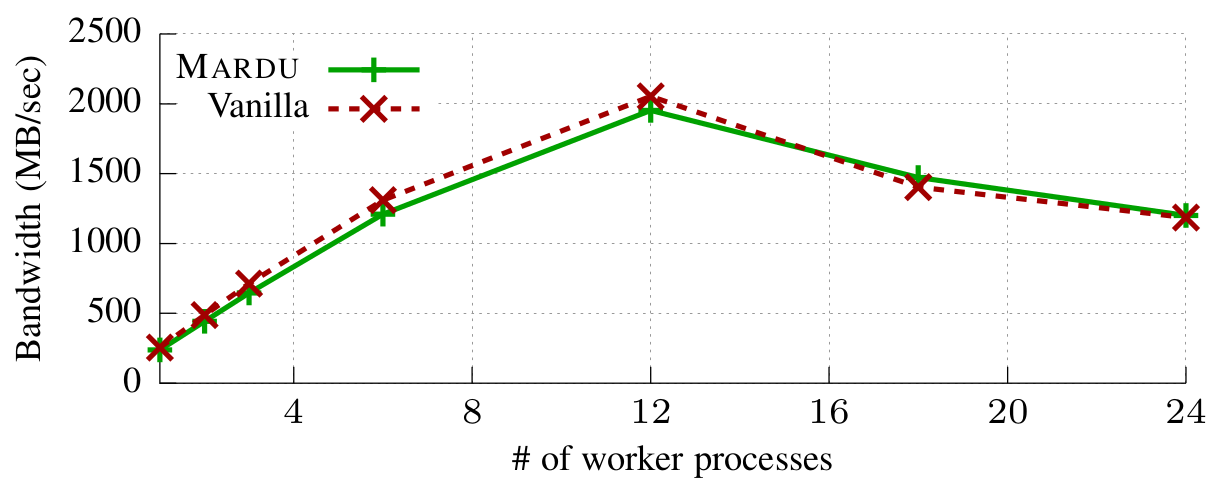 Bandwidth (MB/sec)
2500
2000
1500
1000
500
0
MARDU
Vanilla
4 8 12 16 20 24
# of worker processes